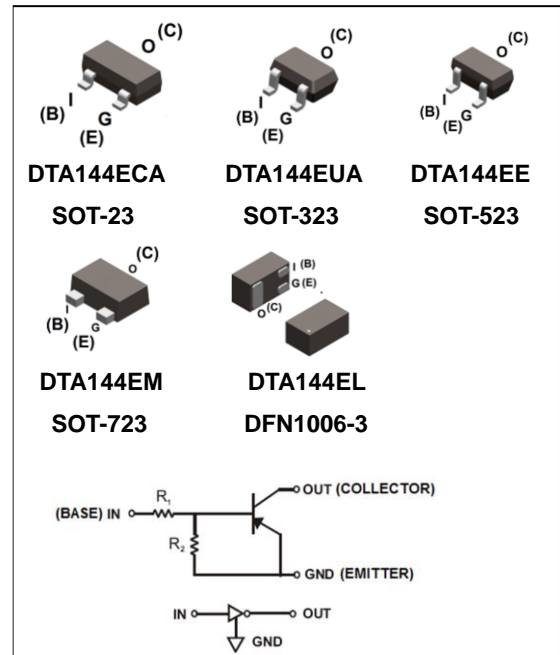 O (C)
I
(B)
G
(E)
O (C)
I
(B)
G
(E)
O (C)
I
(B)
G
(E)
DTA144ECA
DTA144EUA
DTA144EE
SOT-23
SOT-323
SOT-523
(C)
O
I
(B)
G
(E)
I (B)
G (E)
O (C)
DTA144EM
DTA144EL
SOT-723
DFN1006-3
OUT (COLLECTOR)
R₁
(BASE) IN
R₂
GND (EMITTER)
IN
OUT
GND